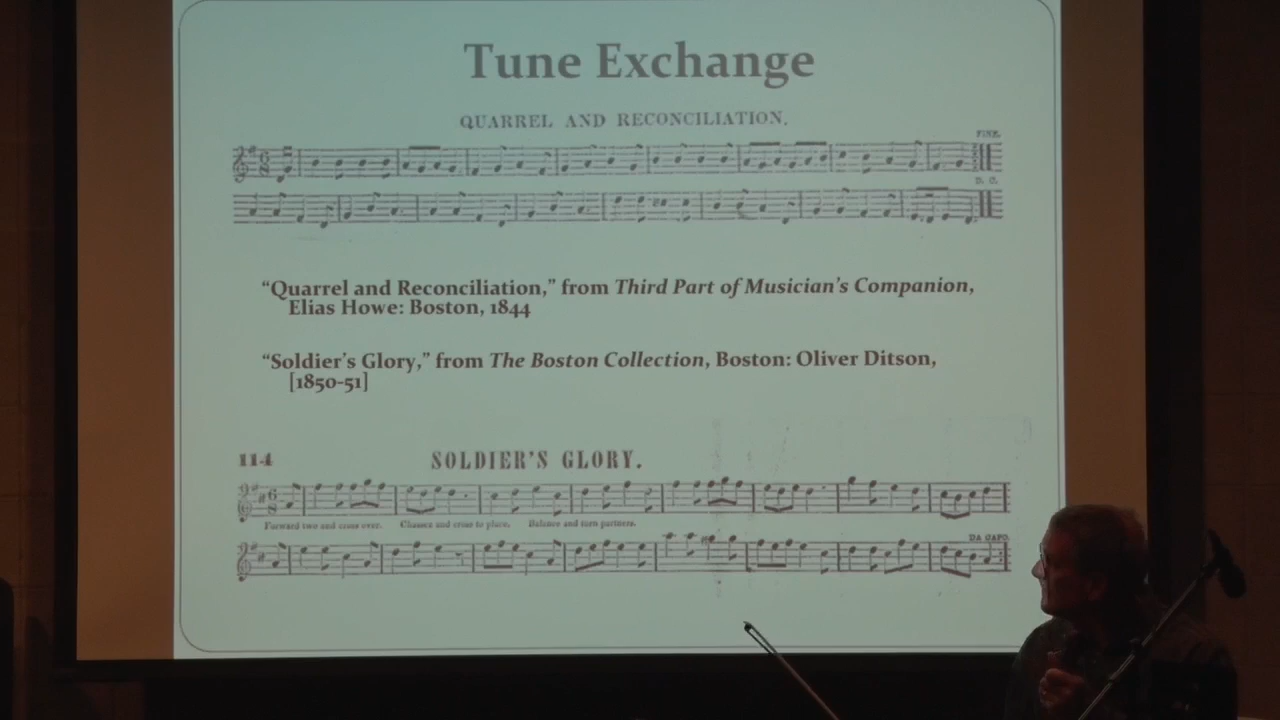 Tune Exchange
QUARREL AND RECONCILIATION.
FINE.
D. C.
“Quarrel and Reconciliation,” from Third Part of Musician’s Companion,
Elias Howe: Boston, 1844
“Soldier’s Glory,” from The Boston Collection, Boston: Oliver Ditson,
[1850-51]
114
SOLDIER’S GLORY.
Forward two and cross over. Chassee and cross to place. Balance and turn partners.
DA CAPO.